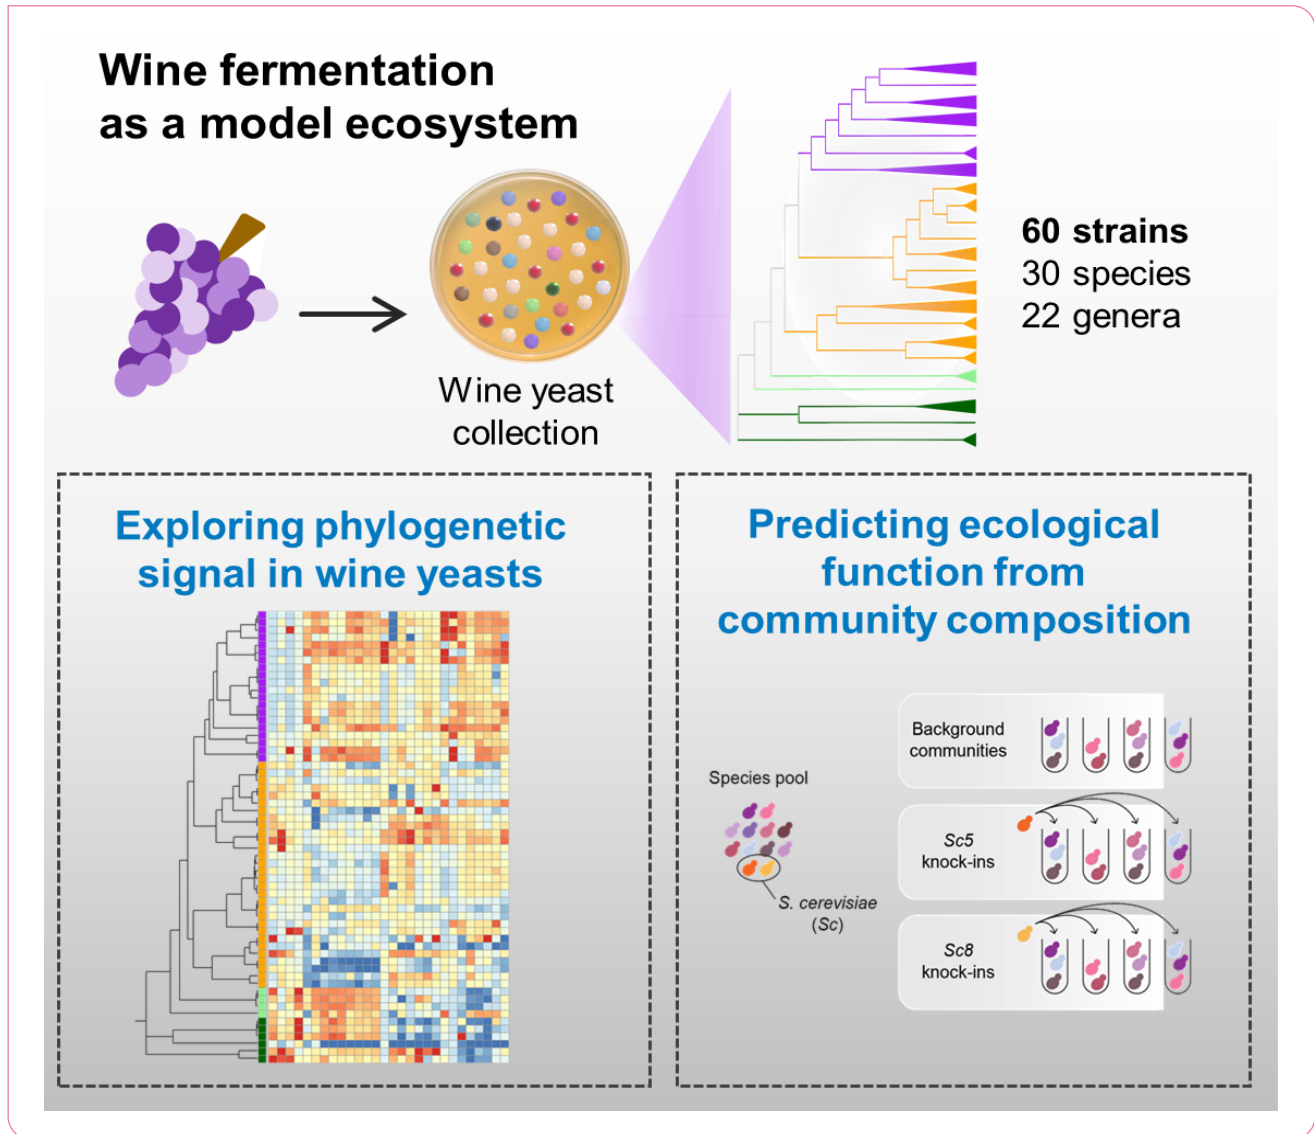 Wine fermentation
as a model ecosystem
60 strains
30 species
22 genera
Wine yeast
collection
Exploring phylogenetic
signal in wine yeasts
Predicting ecological
function from
community composition
Species pool
S. cerevisiae
(Sc)
Background
communities
Sc5
knock-ins
Sc8
knock-ins